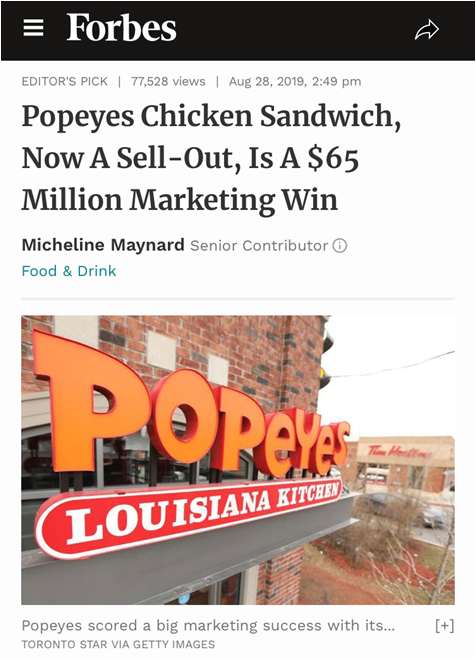 Forbes
EDITOR'S PICK | 77,528 views | Aug 28, 2019, 2:49 pm
Popeyes Chicken Sandwich,
Now A Sell-Out, Is A $65
Million Marketing Win
Micheline Maynard Senior Contributor
Food & Drink
POPEYES
LOUISIANA KITCHEN
Tim Hortons
Popeyes scored a big marketing success with its... [+]
TORONTO STAR VIA GETTY IMAGES